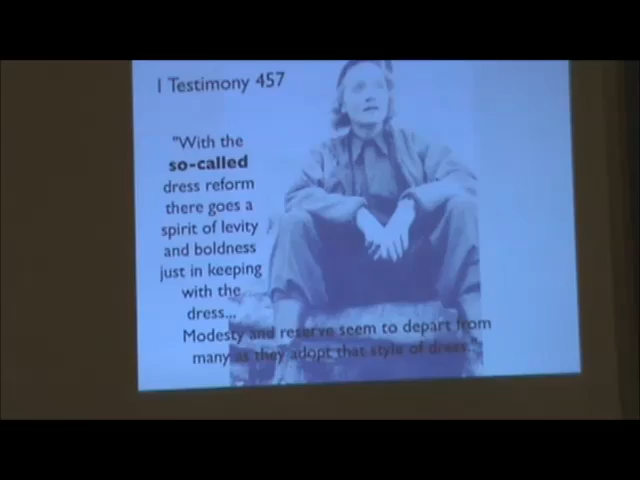 1 Testimony 457
"With the
so-called
dress reform
there goes a
spirit of levity
and boldness
just in keeping
with the
dress...
Modesty and reserve seem to depart from
many as they adopt that style of dress."